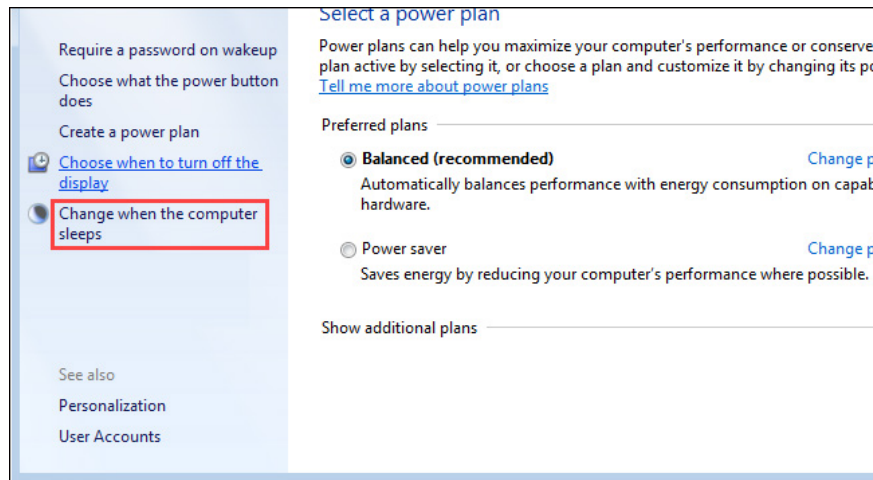 Require a password on wakeup
Choose what the power button
does
Create a power plan
Choose when to turn off the
display
Change when the computer
sleeps
See also
Personalization
User Accounts
Select a power plan
Power plans can help you maximize your computer's performance or conserve
plan active by selecting it, or choose a plan and customize it by changing its
Tell me more about power plans
Preferred plans
Balanced (recommended)
Change
Automatically balances performance with energy consumption on
hardware.
Power saver
Change
Saves energy by reducing your computer's performance where possible.
Show additional plans